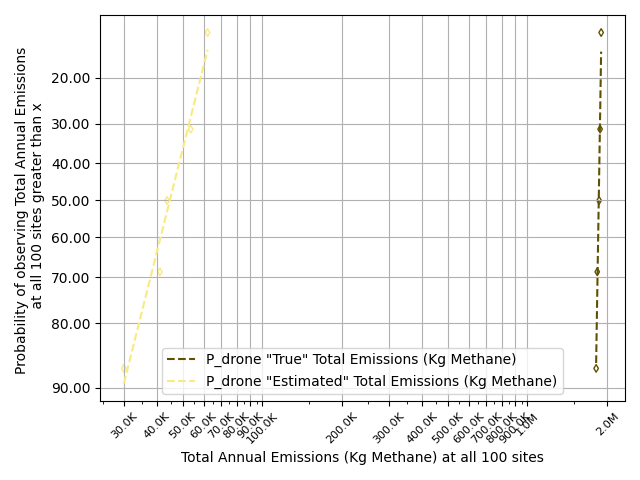 Probability of observing Total Annual Emissions
at all 100 sites greater than x
20.00
30.00
40.00
50.00
60.00
70.00
80.00
90.00
P_drone "True" Total Emissions (Kg Methane)
P_drone "Estimated" Total Emissions (Kg Methane)
30.0K
40.0K
50.0K
60.0K
70.0K
80.0K
90.0K
100.0K
200.0K
300.0K
400.0K
500.0K
600.0K
700.0K
800.0K
900.0K
1.0M
2.0M
Total Annual Emissions (Kg Methane) at all 100 sites